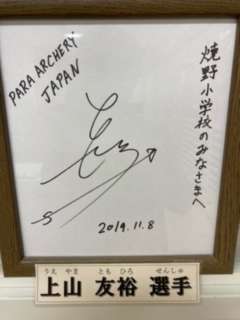 焼野小学校のみなさまへ
PARA ARCHERY
JAPAN
2019.11.8
うえ やま とも ひろ せんしゅ
上山 友裕 選手